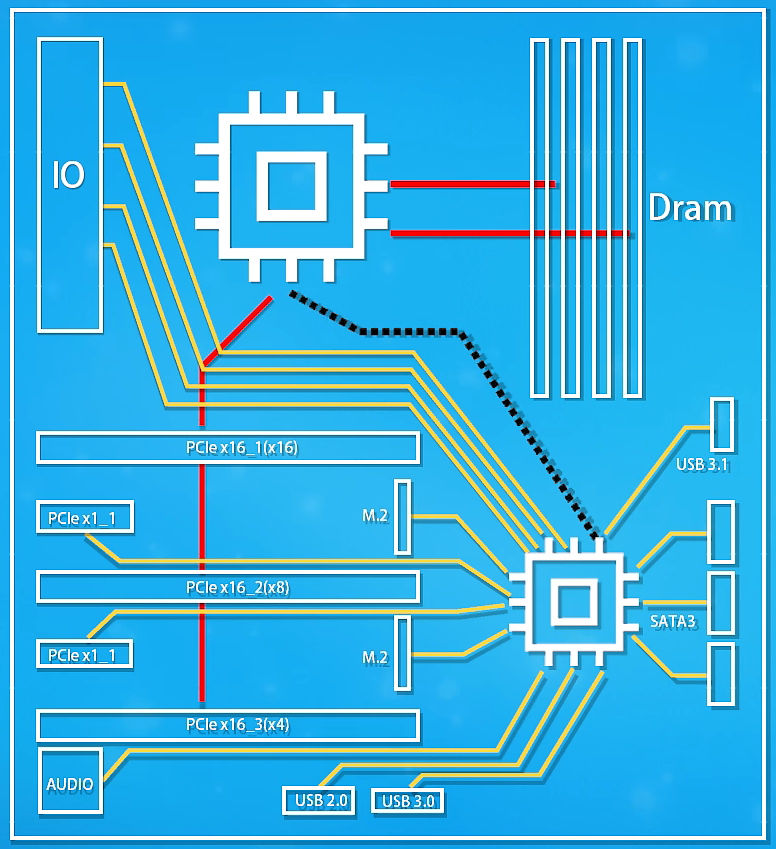 IO
Dram
PCIe x16_1(x16)
USB 3.1
PCIe x1_1
M.2
PCIe x16_2(x8)
SATA3
PCIe x1_1
M.2
PCIe x16_3(x4)
AUDIO
USB 2.0
USB 3.0